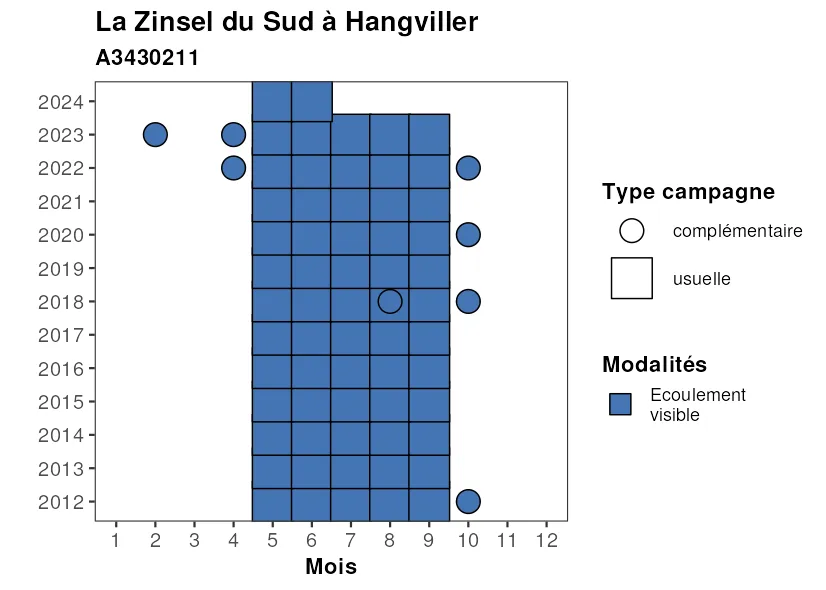 La Zinsel du Sud à Hangviller
A3430211
2024
2023
2022
2021
2020
2019
2018
2017
2016
2015
2014
2013
2012
1 2 3 4 5 6 7 8 9 10 11 12
Mois
Type campagne
complémentaire
usuelle
Modalités
Ecoulement
visible